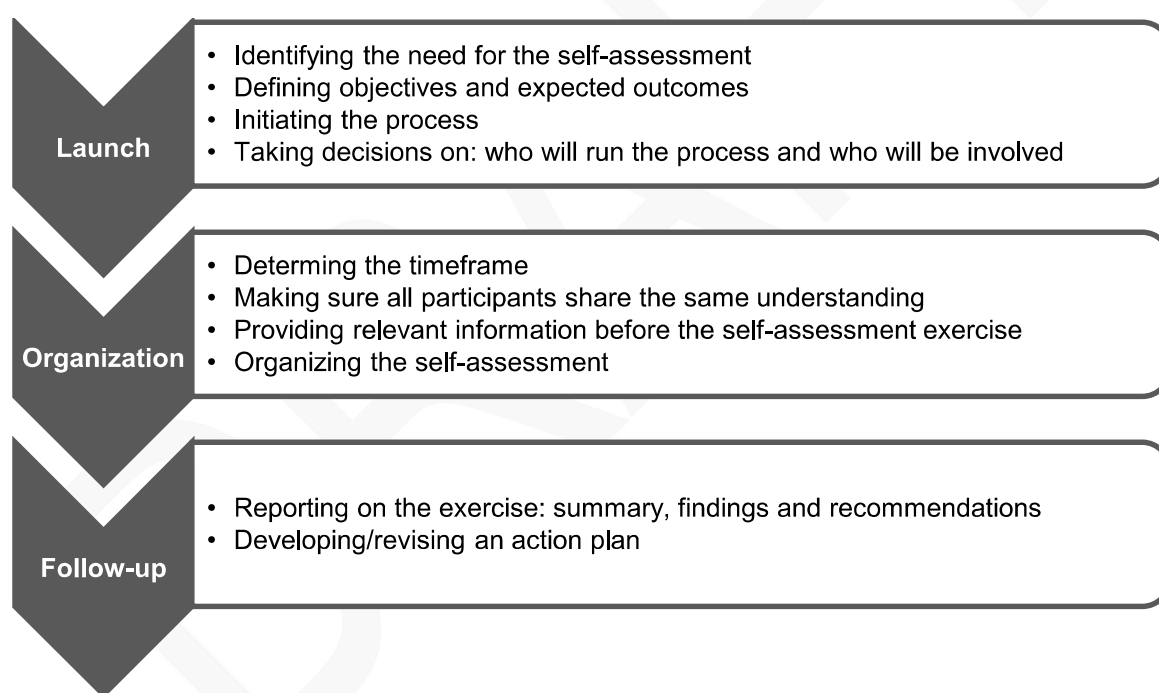 Launch
• Identifying the need for the self-assessment
• Defining objectives and expected outcomes
• Initiating the process
• Taking decisions on: who will run the process and who will be involved
Organization
• Determing the timeframe
• Making sure all participants share the same understanding
• Providing relevant information before the self-assessment exercise
• Organizing the self-assessment
Follow-up
• Reporting on the exercise: summary, findings and recommendations
• Developing/revising an action plan